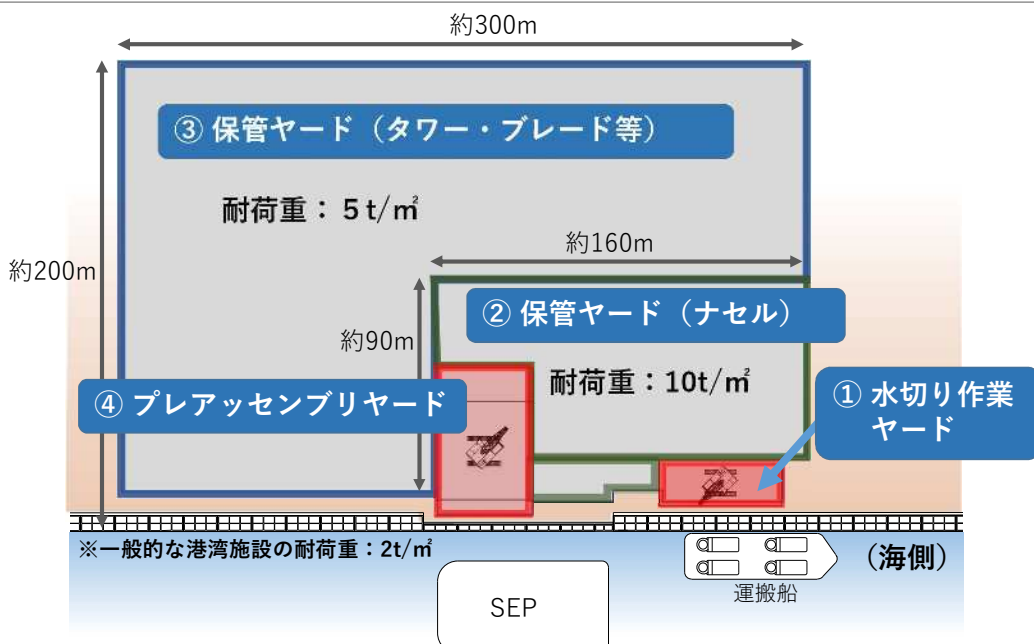 約300m
③ 保管ヤード（タワー・ブレード等）
耐荷重：５t/㎡
約160m
約200m
② 保管ヤード（ナセル）
約90m
耐荷重：10t/㎡
④ プレアッセンブリヤード
① 水切り作業
ヤード
※一般的な港湾施設の耐荷重：2t/㎡
（海側）
運搬船
SEP